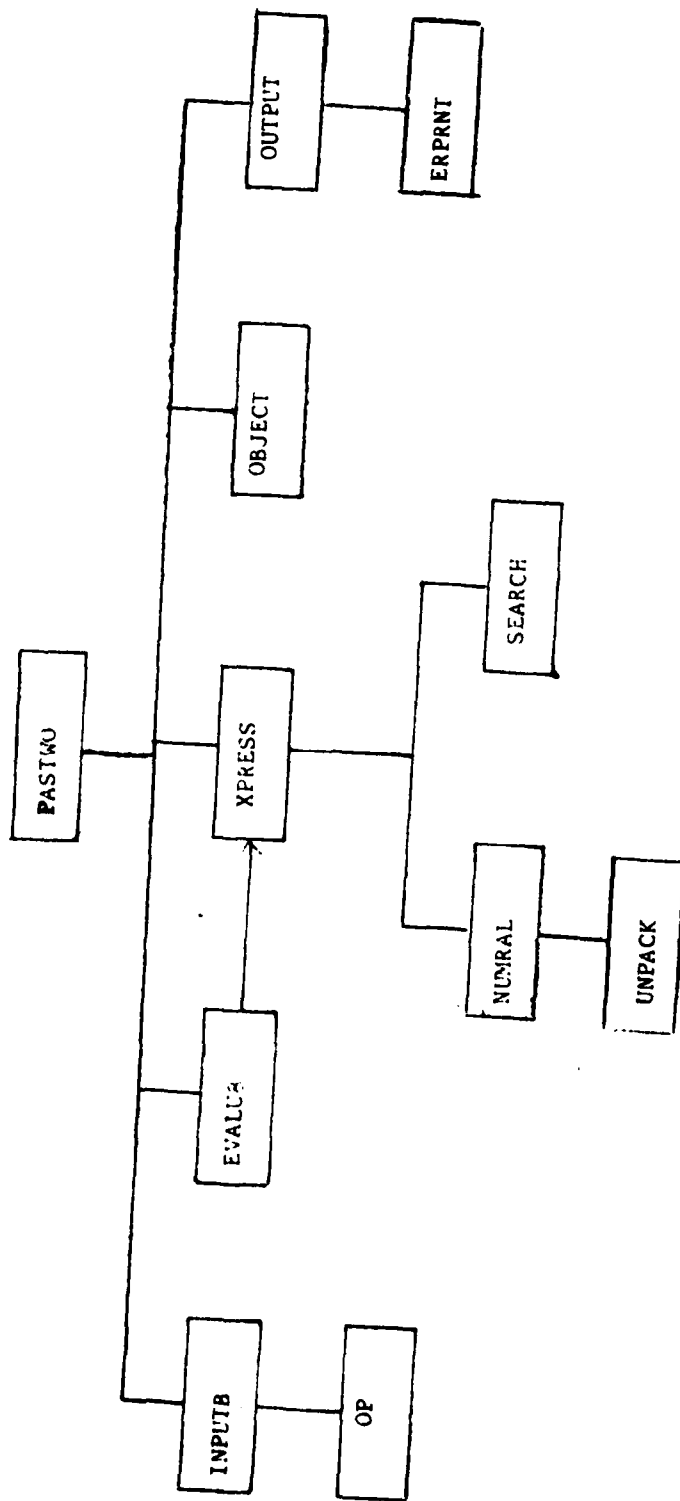 PASTWO
INPUTB
EVALUA
XPRESS
OBJECT
OUTPUT
OP
NUMRAL
SEARCH
ERPRNT
UNPACK